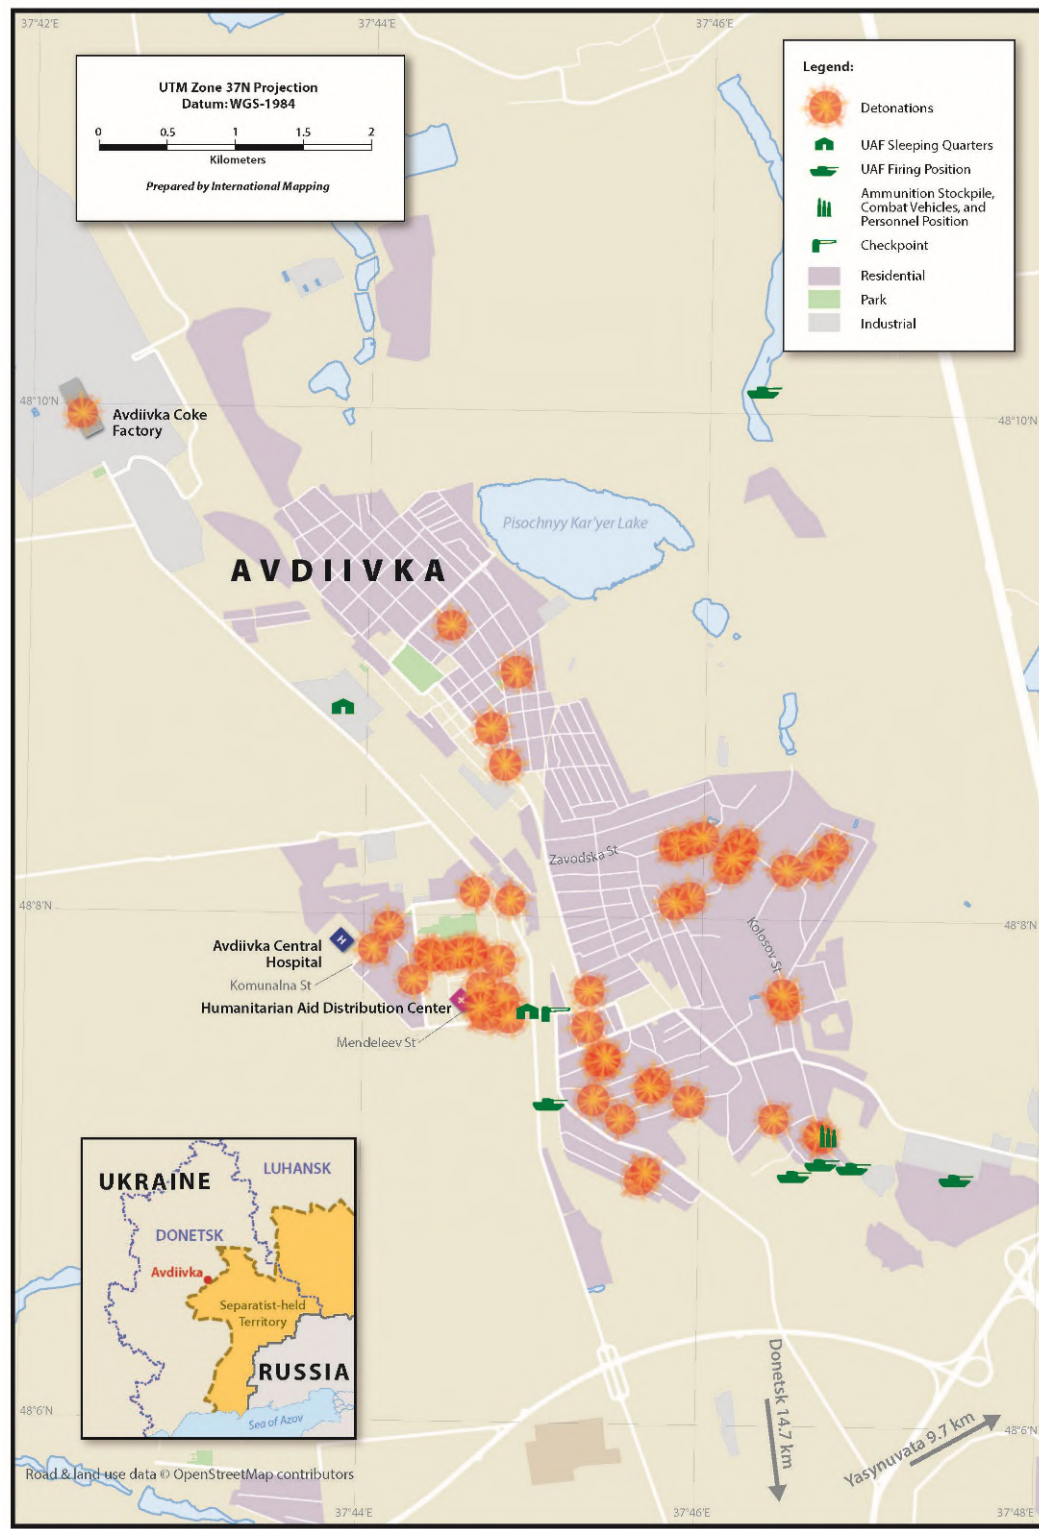 37°42'E
37°44'E
37°46'E
UTM Zone 37N Projection
Datum: WGS-1984
0 0.5 1 1.5 2
Kilometers
Prepared by International Mapping
Legend:
Detonations
UAF Sleeping Quarters
UAF Firing Position
Ammunition Stockpile,
Combat Vehicles, and
Personnel Position
Checkpoint
Residential
Park
Industrial
48°10'N
Avdiivka Coke
Factory
48°10'N
Pisochnyy Kar'yer Lake
AVDIIVKA
Zavodska St
48°8'N
48°8'N
Kolosov St
H
Avdiivka Central
Hospital
Komunalna St
Humanitarian Aid Distribution Center
Mendeleev St
UKRAINE
LUHANSK
DONETSK
Avdiivka
Separatist-held
Territory
RUSSIA
Sea of Azov
Donetsk 14.7 km
Yasynuvata 9.7 km
48°6'N
48°6'N
Road & land use data © OpenStreetMap contributors
37°44'E
37°46'E
37°48'E